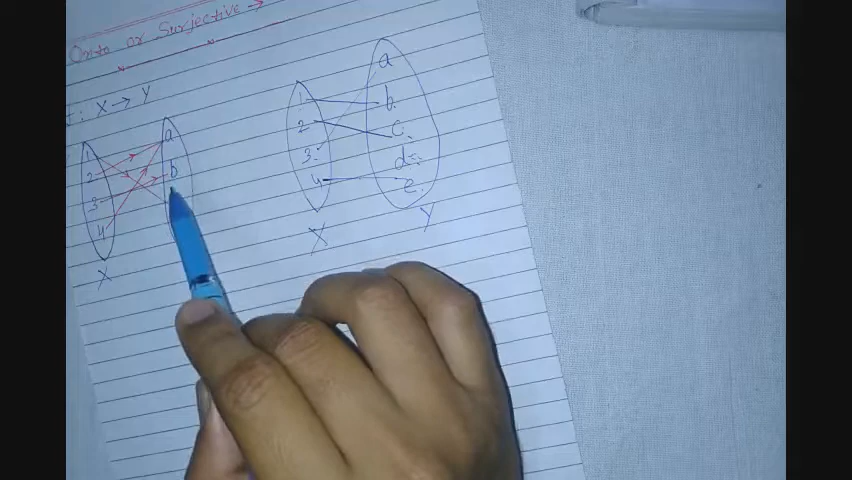 Onto or Surjective →
f: X → Y
1
2
3
4
X
a
b
1
2
3.
4
X
a
b.
c.
d.
e.
Y